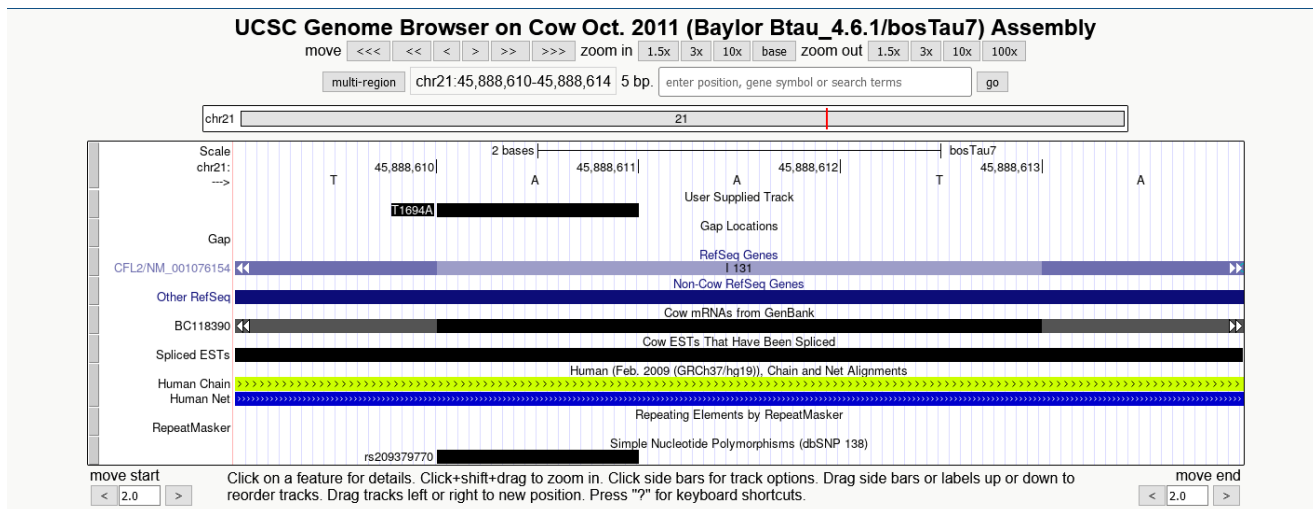 UCSC Genome Browser on Cow Oct. 2011 (Baylor Btau_4.6.1/bosTau7) Assembly
move <<< << < > >> >>> zoom in 1.5x 3x 10x base zoom out 1.5x 3x 10x 100x
multi-region chr21:45,888,610-45,888,614 5 bp. enter position, gene symbol or search terms go
chr21 21
Scale 2 bases bosTau7
chr21: 45,888,610 45,888,611 45,888,612 45,888,613
---> T A A T A
User Supplied Track
T1694A
Gap Locations
Gap
RefSeq Genes
CFL2/NM_001076154 I 131
Non-Cow RefSeq Genes
Other RefSeq
Cow mRNAs from GenBank
BC118390
Cow ESTs That Have Been Spliced
Spliced ESTs
Human (Feb. 2009 (GRCh37/hg19)), Chain and Net Alignments
Human Chain
Human Net
Repeating Elements by RepeatMasker
RepeatMasker
Simple Nucleotide Polymorphisms (dbSNP 138)
rs209379770
move start Click on a feature for details. Click+shift+drag to zoom in. Click side bars for track options. Drag side bars or labels up or down to move end
< 2.0 > reorder tracks. Drag tracks left or right to new position. Press "?" for keyboard shortcuts. < 2.0 >